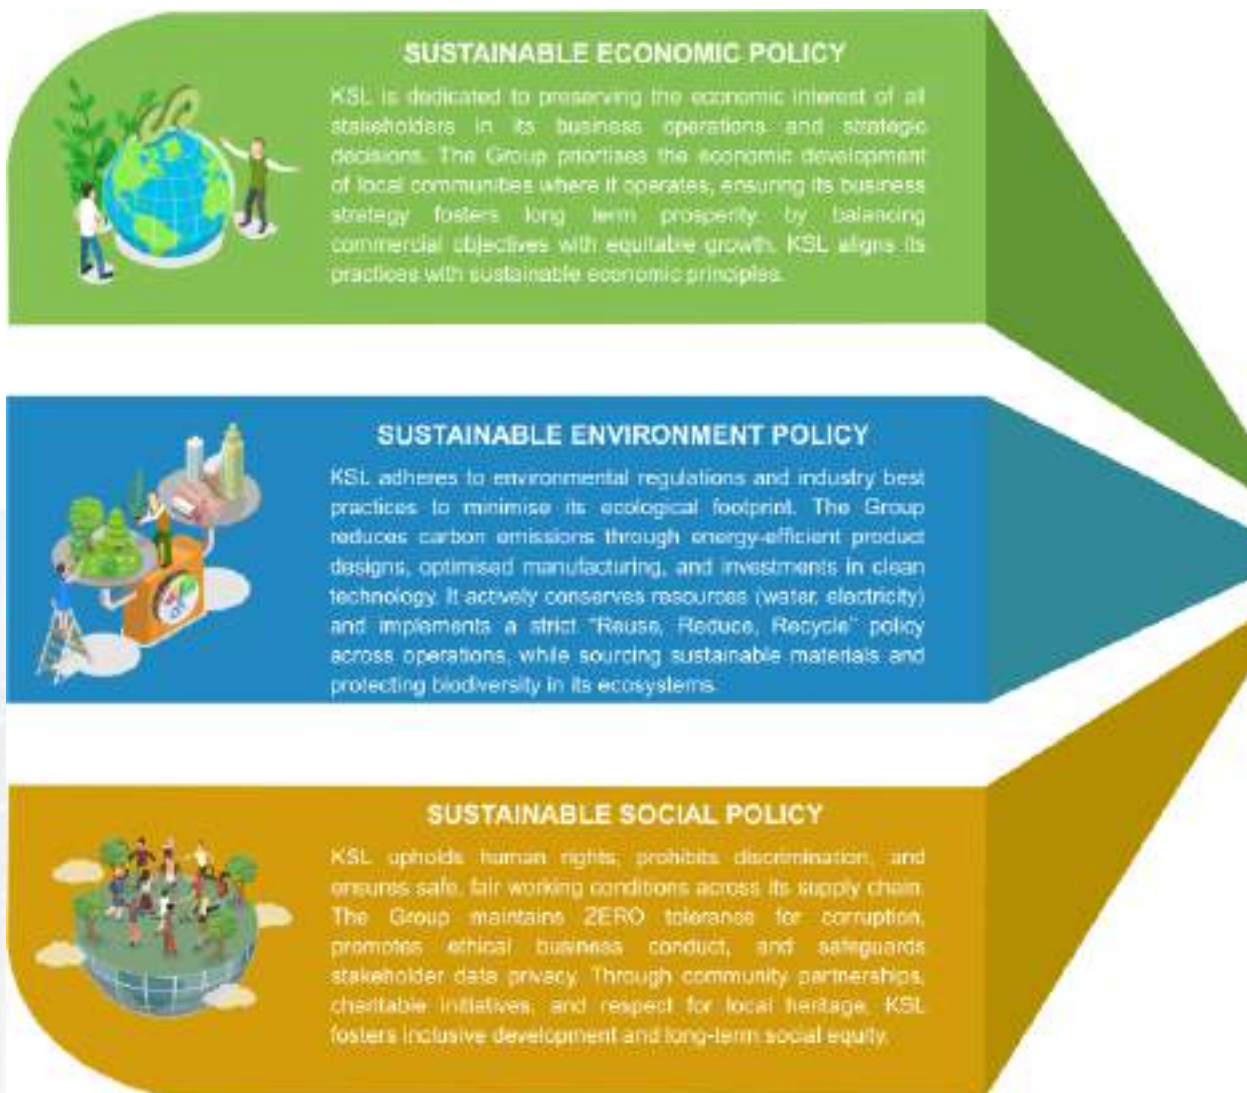 SUSTAINABLE ECONOMIC POLICY
KSL is dedicated to preserving the economic interest of all
stakeholders in its business operations and strategic
decisions. The Group priortises the economic development
of local communities where it operates, ensuring its business
strategy fosters long term prosperity by balancing
commercial objectives with equitable growth. KSL aligns its
practices with sustainable economic principles.
SUSTAINABLE ENVIRONMENT POLICY
KSL adheres to environmental regulations and industry best
practices to minimise its ecological footprint. The Group
reduces carbon emissions through energy-efficient product
designs, optimised manufacturing, and investments in clean
technology. It actively conserves resources (water, electricity)
and implements a strict "Reuse, Reduce, Recycle" policy
across operations, while sourcing sustainable materials and
protecting biodiversity in its ecosystems.
SUSTAINABLE SOCIAL POLICY
KSL upholds human rights, prohibits discrimination, and
ensures safe, fair working conditions across its supply chain.
The Group maintains ZERO tolerance for corruption,
promotes ethical business conduct, and safeguards
stakeholder data privacy. Through community partnerships,
charitable initiatives, and respect for local heritage, KSL
fosters inclusive development and long-term social equity.